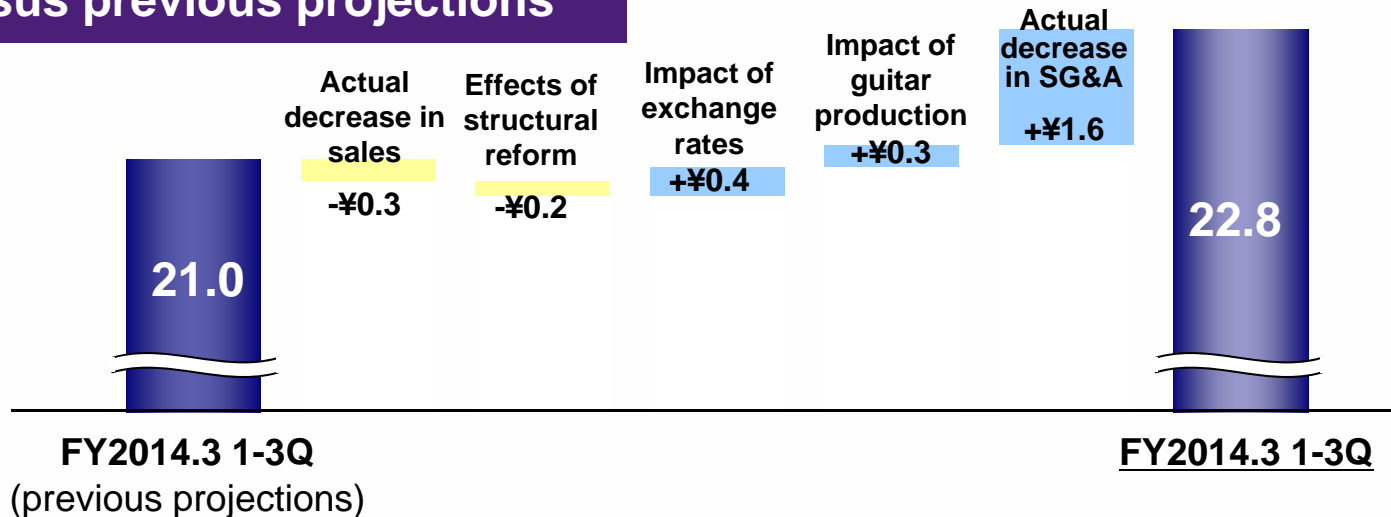 previous projections
Actual
decrease in
sales
-¥0.3
Effects of
structural
reform
-¥0.2
Impact of
exchange
rates
+¥0.4
Impact of
guitar
production
+¥0.3
Actual
decrease
in SG&A
+¥1.6
21.0
22.8
FY2014.3 1-3Q
(previous projections)
FY2014.3 1-3Q